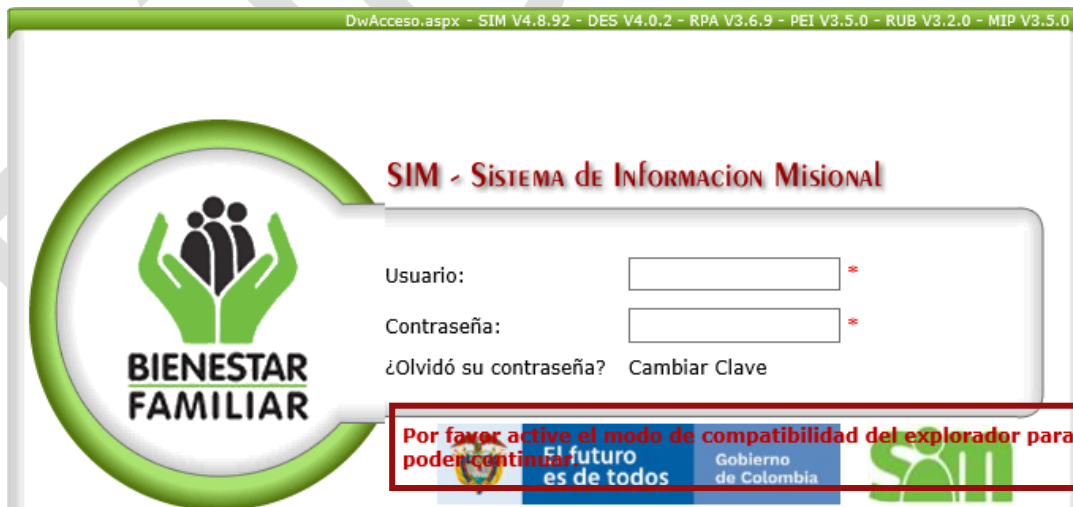 DwAcceso.aspx - SIM V4.8.92 - DES V4.0.2 - RPA V3.6.9 - PEI V3.5.0 - RUB V3.2.0 - MIP V3.5.0
SIM - Sistema de Informacion Misional
Usuario: *
Contraseña: *
¿Olvidó su contraseña? Cambiar Clave
BIENESTAR
FAMILIAR
Por favor active el modo de compatibilidad del explorador para
poder continuar.
El futuro
es de todos
Gobierno
de Colombia
sim